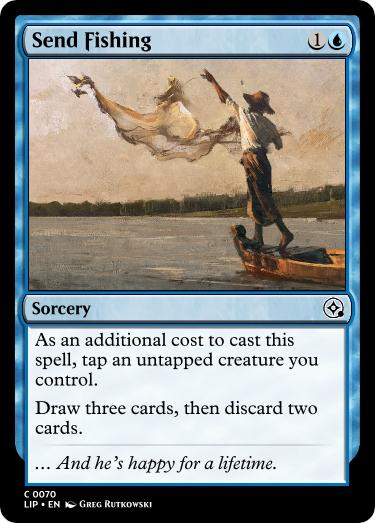 Send Fishing 1
Sorcery
As an additional cost to cast this
spell, tap an untapped creature you
control.
Draw three cards, then discard two
cards.
… And he's happy for a lifetime.
C 0070
LIP • EN Greg Rutkowski